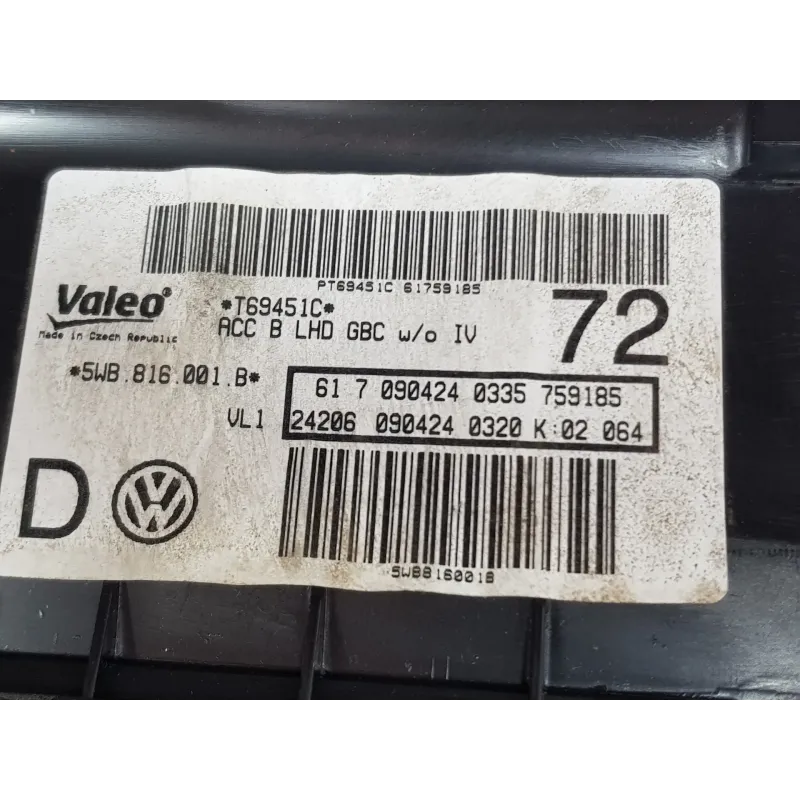 PT69451C 61759185
Valeo
*T69451C*
72
Made in Czech Republic
ACC B LHD GBC w/o IV
*5WB.816.001.B*
61 7 090424 0335 759185
VL1
24206 090424 0320 K:02 064
D
5WB816001B